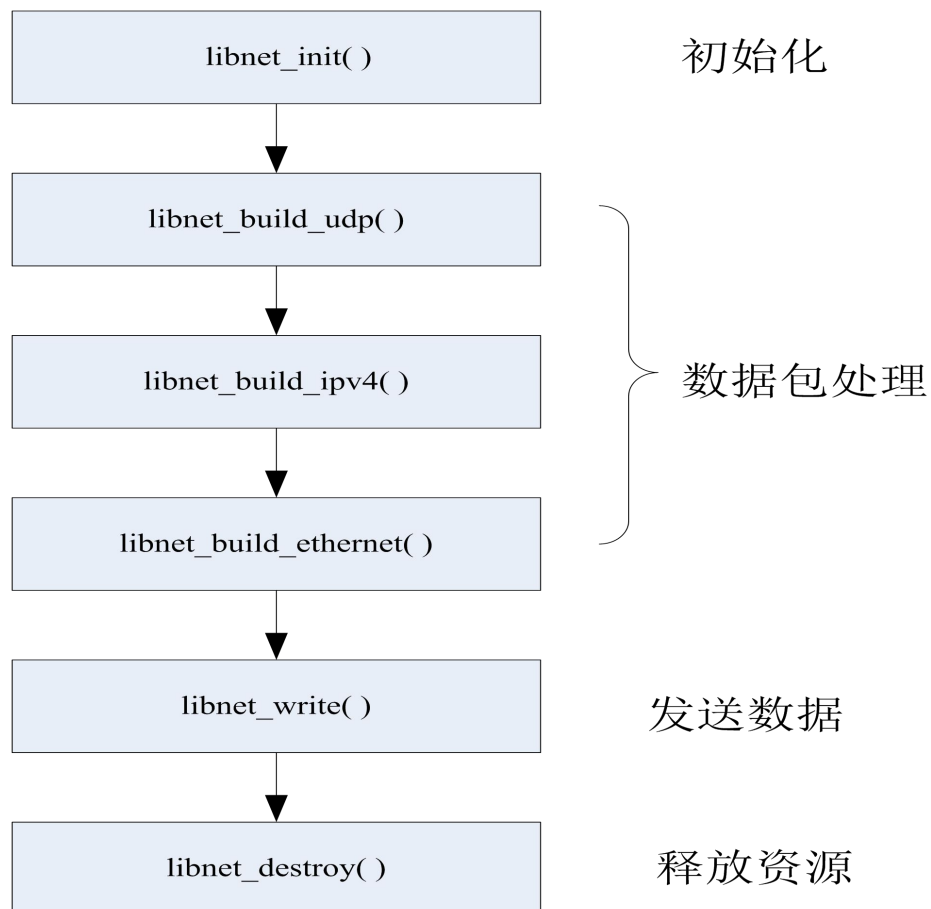 libnet_init( )
初始化
libnet_build_udp( )
libnet_build_ipv4( )
数据包处理
libnet_build_ethernet( )
libnet_write( )
发送数据
libnet_destroy( )
释放资源